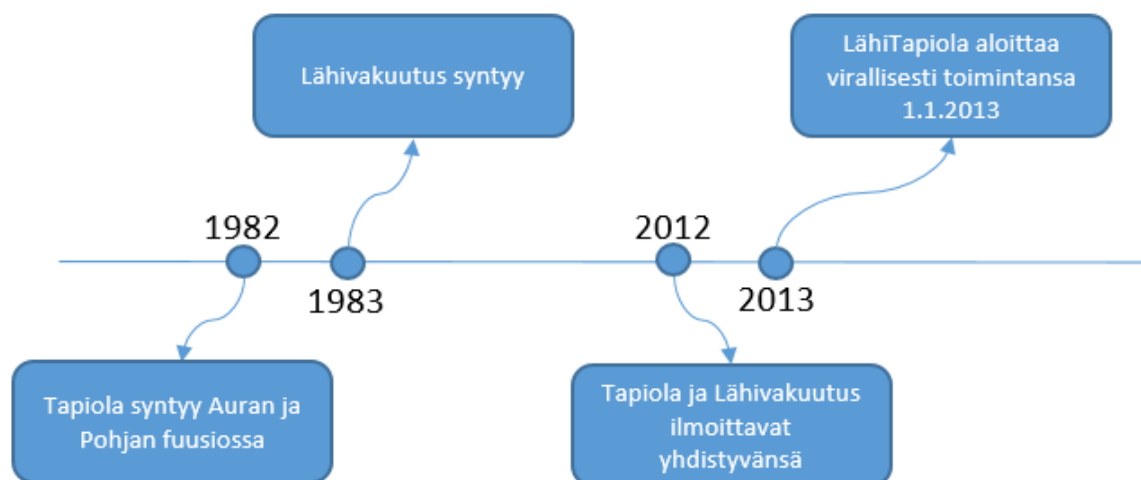 Lähivakuutus syntyy
LähiTapiola aloittaa
virallisesti toimintansa
1.1.2013
1982
1983
2012
2013
Tapiola syntyy Auran ja
Pohjan fuusiossa
Tapiola ja Lähivakuutus
ilmoittavat
yhdistyvänsä